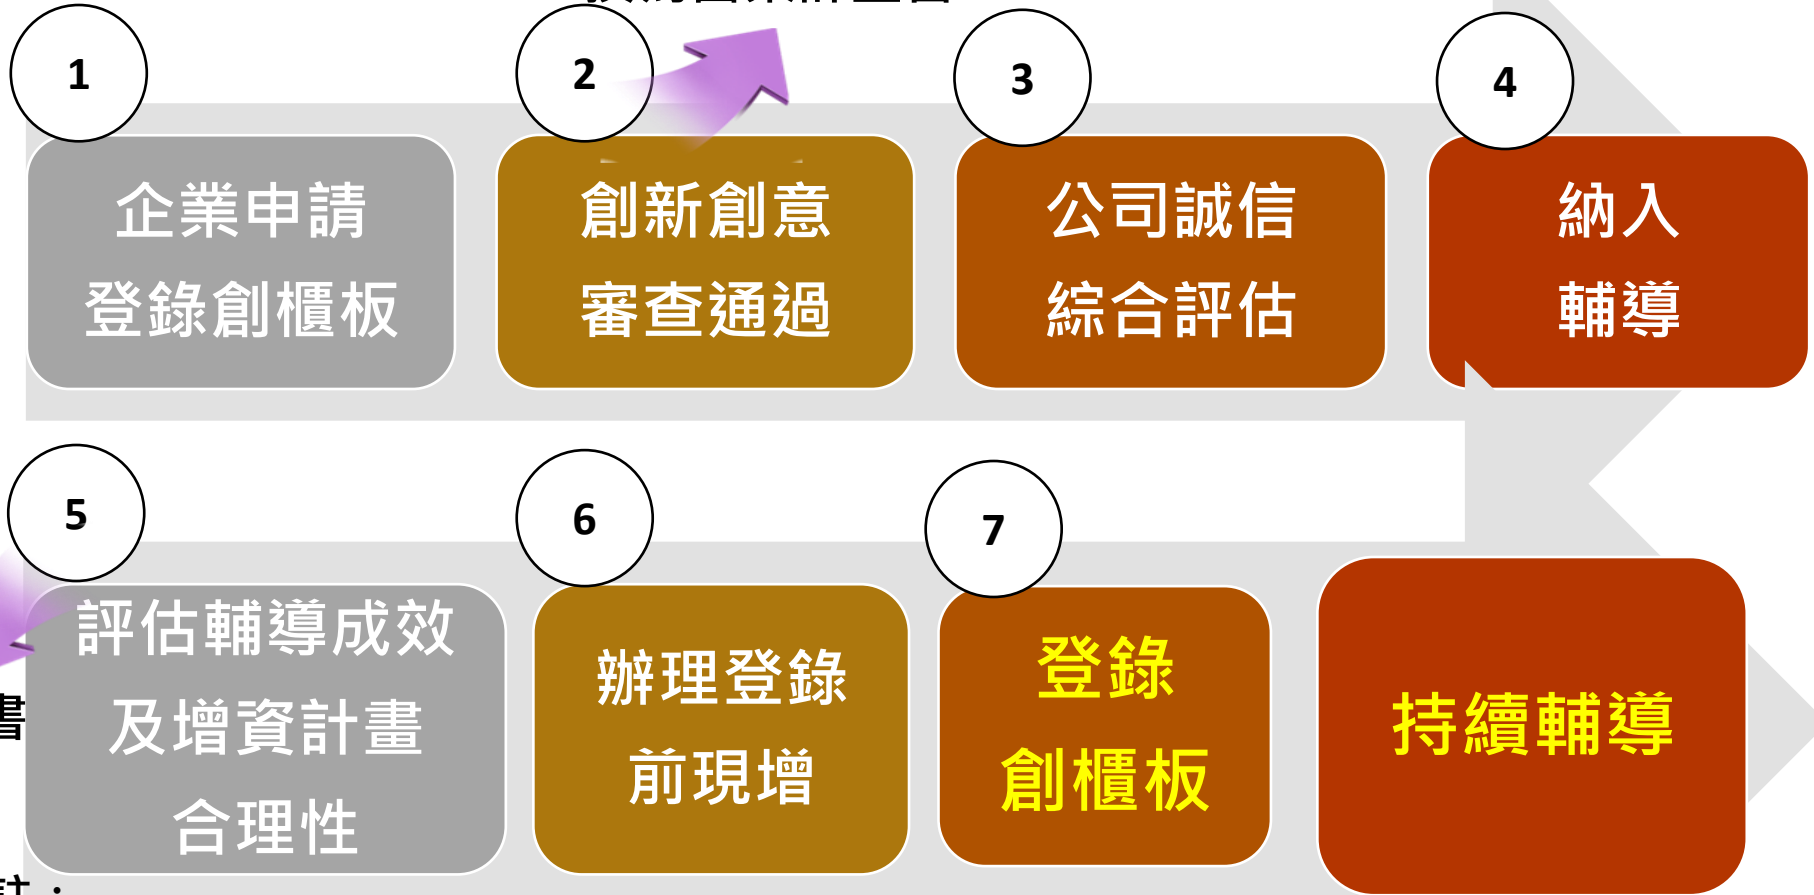 1
企業申請
登錄創櫃板
2
創新創意
審查通過
3
公司誠信
綜合評估
4
納入
輔導
5
評估輔導成效
及增資計畫
合理性
書
6
辦理登錄
前現增
7
登錄
創櫃板
持續輔導
註：